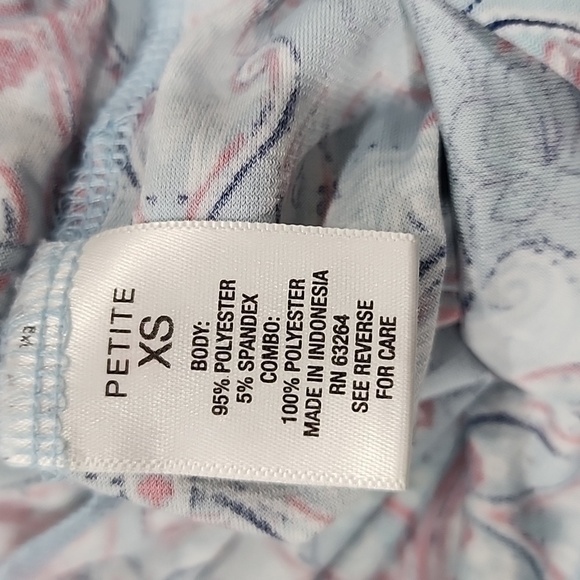 PETITE
XS
BODY:
95% POLYESTER
5% SPANDEX
COMBO:
100% POLYESTER
MADE IN INDONESIA
RN 63264
SEE REVERSE
FOR CARE